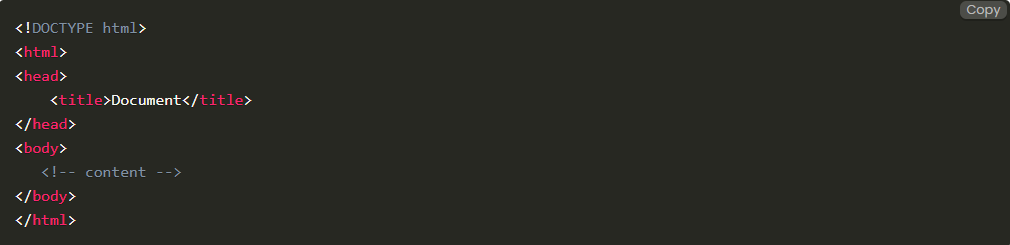 Copy
<!DOCTYPE html>
<html>
<head>
    <title>Document</title>
</head>
<body>
   <!-- content -->
</body>
</html>